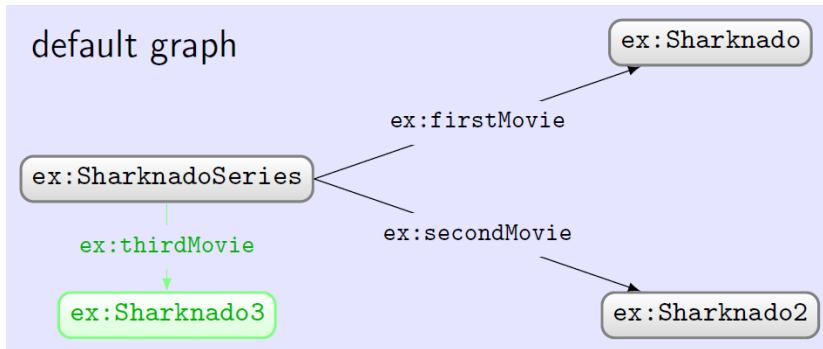 default graph
ex:Sharknado
ex:firstMovie
ex:SharknadoSeries
ex:secondMovie
ex:thirdMovie
ex:Sharknado3
ex:Sharknado2